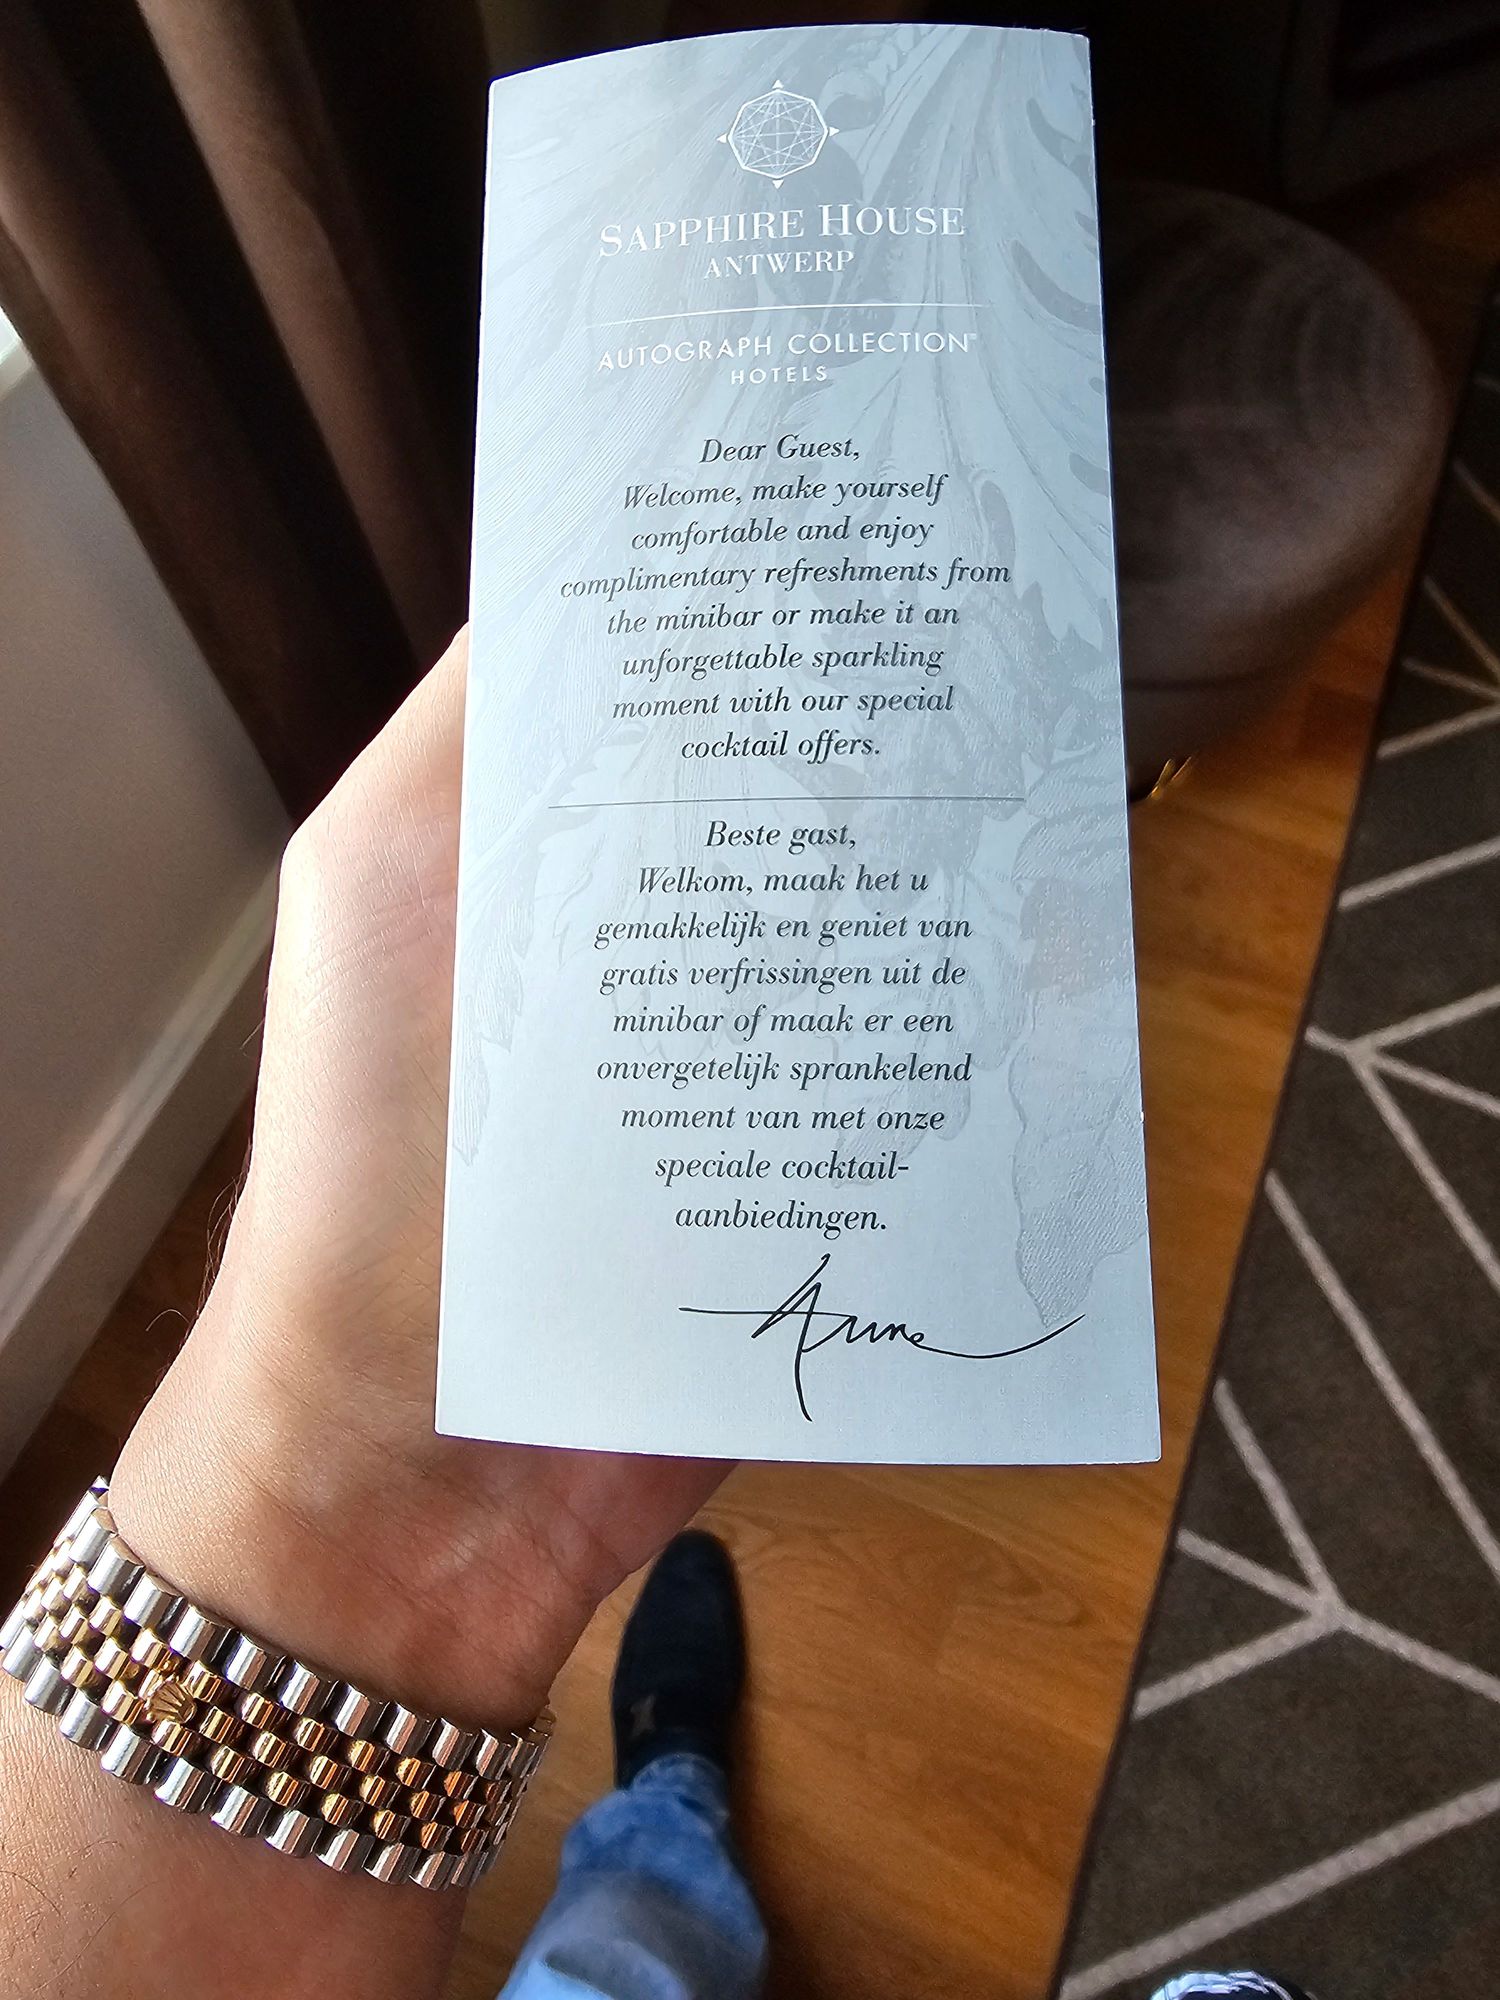 SAPPHIRE HOUSE
ANTWERP
AUTOGRAPH COLLECTION™
HOTELS
Dear Guest,
Welcome, make yourself
comfortable and enjoy
complimentary refreshments from
the minibar or make it an
unforgettable sparkling
moment with our special
cocktail offers.
Beste gast,
Welkom, maak het u
gemakkelijk en geniet van
gratis verfrissingen uit de
minibar of maak er een
onvergetelijk sprankelend
moment van met onze
speciale cocktail-
aanbiedingen.
Anne